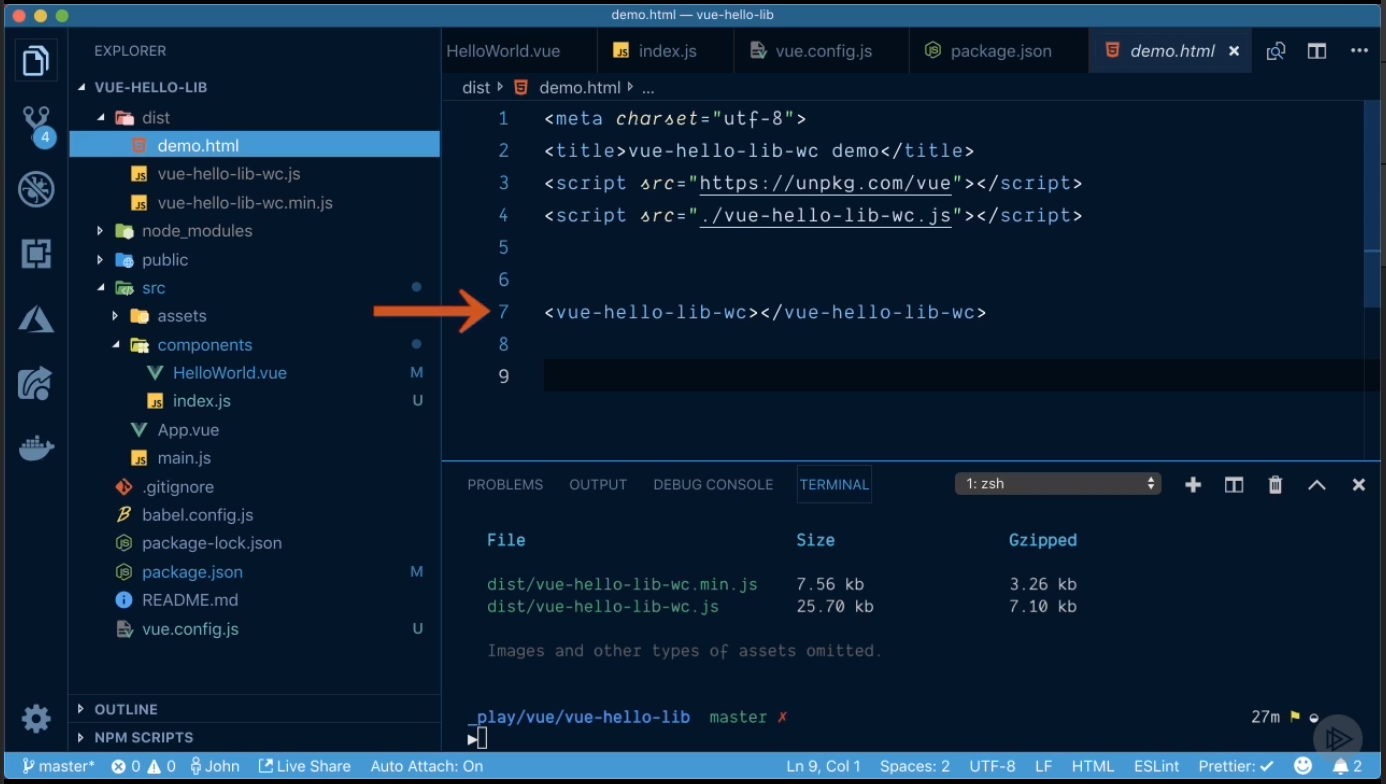 demo.html — vue-hello-lib
EXPLORER
VUE-HELLO-LIB
dist
demo.html
JS vue-hello-lib-wc.js
JS vue-hello-lib-wc.min.js
node_modules
public
src
assets
components
HelloWorld.vue M
JS index.js U
App.vue
JS main.js
.gitignore
babel.config.js
package-lock.json
package.json M
README.md
vue.config.js U
OUTLINE
NPM SCRIPTS
4
HelloWorld.vue JS index.js vue.config.js package.json demo.html
dist demo.html ...
1 <meta charset="utf-8">
2 <title>vue-hello-lib-wc demo</title>
3 <script src="https://unpkg.com/vue"></script>
4 <script src="./vue-hello-lib-wc.js"></script>
5
6
7 <vue-hello-lib-wc></vue-hello-lib-wc>
8
9
PROBLEMS OUTPUT DEBUG CONSOLE TERMINAL 1: zsh
File Size Gzipped
dist/vue-hello-lib-wc.min.js 7.56 kb 3.26 kb
dist/vue-hello-lib-wc.js 25.70 kb 7.10 kb
Images and other types of assets omitted.
_play/vue/vue-hello-lib master ✗ 27m
master* 0 0 John Live Share Auto Attach: On Ln 9, Col 1 Spaces: 2 UTF-8 LF HTML ESLint Prettier: ✓ 2